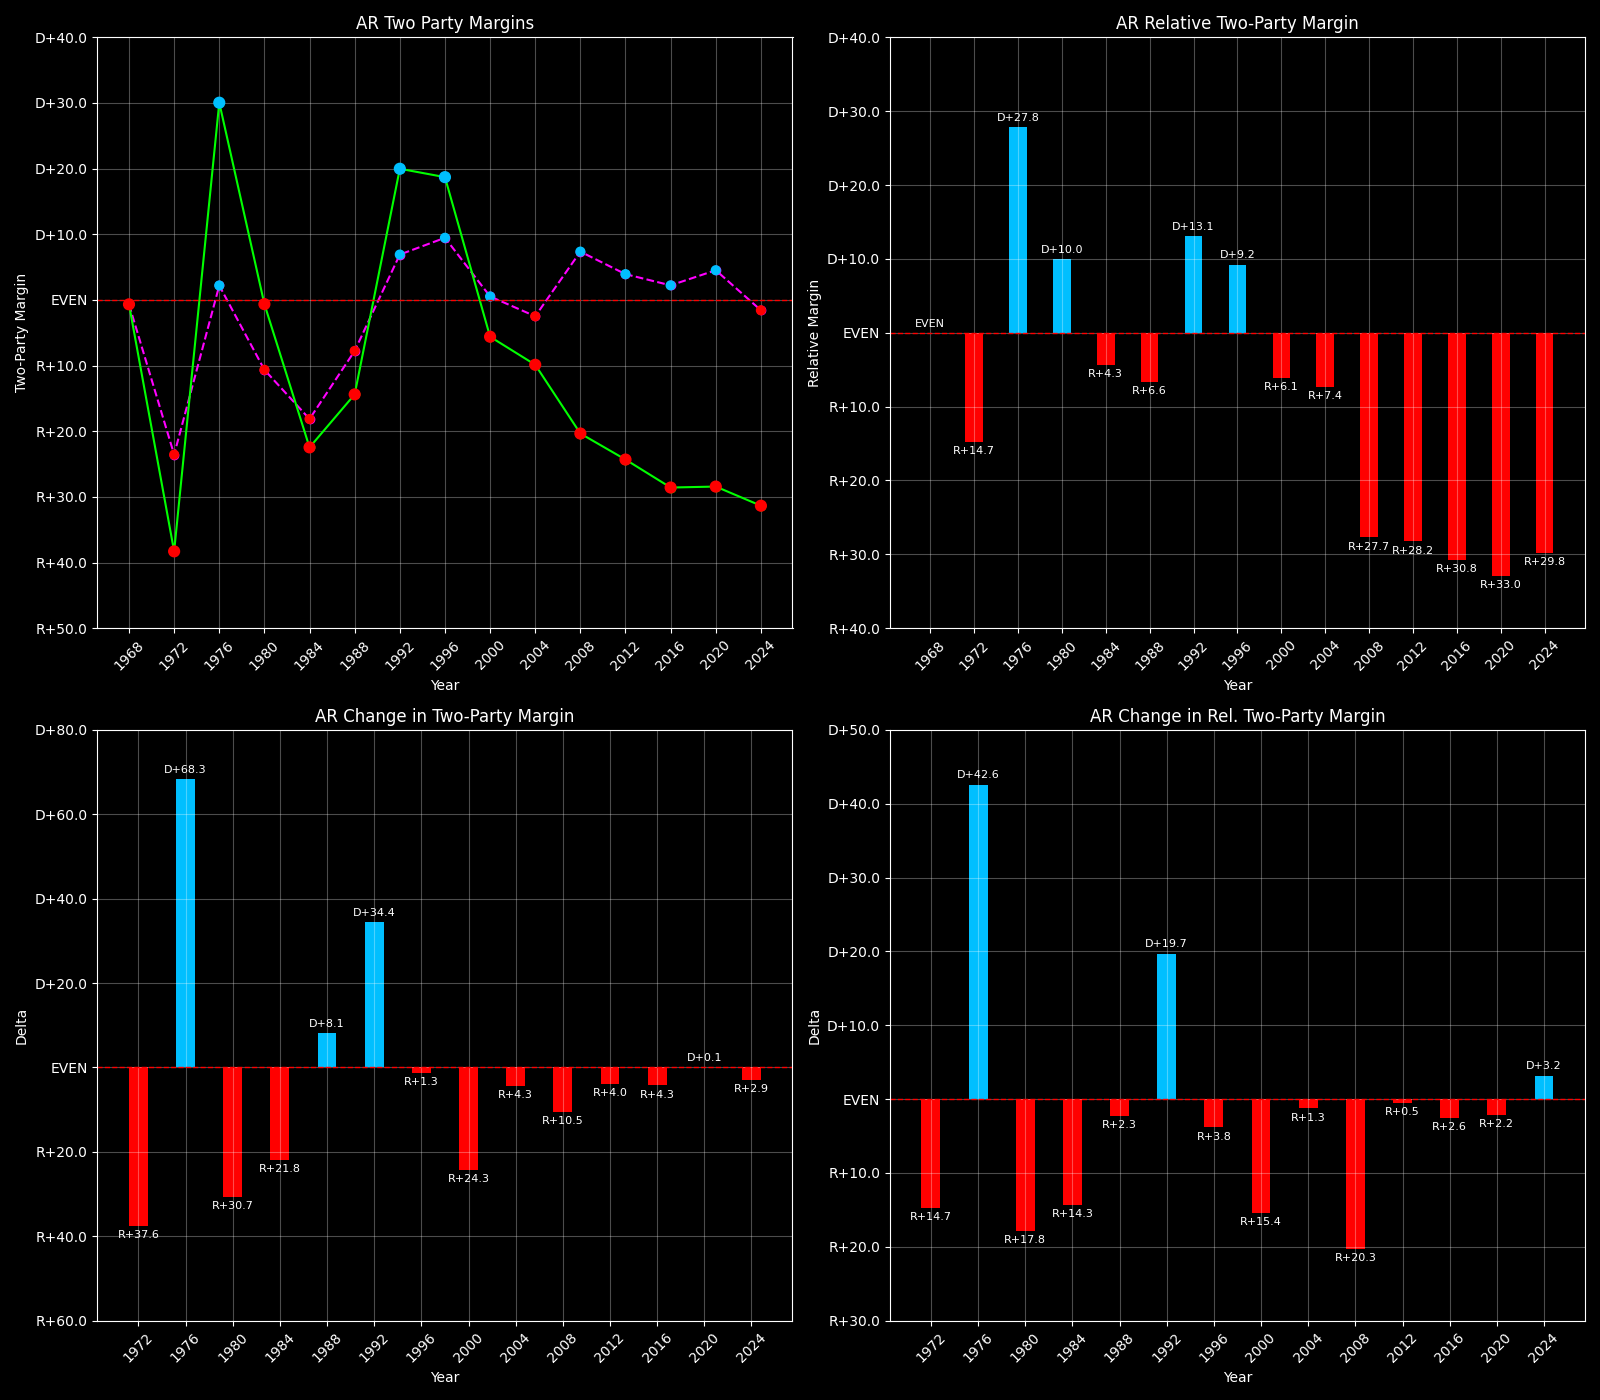 AR Two Party Margins
D+40.0
D+30.0
D+20.0
D+10.0
EVEN
R+10.0
R+20.0
R+30.0
R+40.0
R+50.0
Two-Party Margin
1968 1972 1976 1980 1984 1988 1992 1996 2000 2004 2008 2012 2016 2020 2024
Year
AR Relative Two-Party Margin
D+40.0
D+30.0
D+20.0
D+10.0
EVEN
R+10.0
R+20.0
R+30.0
R+40.0
Relative Margin
EVEN
R+14.7
D+27.8
D+10.0
R+4.3
R+6.6
D+13.1
D+9.2
R+6.1
R+7.4
R+27.7
R+28.2
R+30.8
R+33.0
R+29.8
1968 1972 1976 1980 1984 1988 1992 1996 2000 2004 2008 2012 2016 2020 2024
Year
AR Change in Two-Party Margin
D+80.0
D+60.0
D+40.0
D+20.0
EVEN
R+20.0
R+40.0
R+60.0
Delta
R+37.6
D+68.3
R+30.7
R+21.8
D+8.1
D+34.4
R+1.3
R+24.3
R+4.3
R+10.5
R+4.0
R+4.3
D+0.1
R+2.9
1972 1976 1980 1984 1988 1992 1996 2000 2004 2008 2012 2016 2020 2024
Year
AR Change in Rel. Two-Party Margin
D+50.0
D+40.0
D+30.0
D+20.0
D+10.0
EVEN
R+10.0
R+20.0
R+30.0
Delta
R+14.7
D+42.6
R+17.8
R+14.3
R+2.3
D+19.7
R+3.8
R+15.4
R+1.3
R+20.3
R+0.5
R+2.6
R+2.2
D+3.2
1972 1976 1980 1984 1988 1992 1996 2000 2004 2008 2012 2016 2020 2024
Year